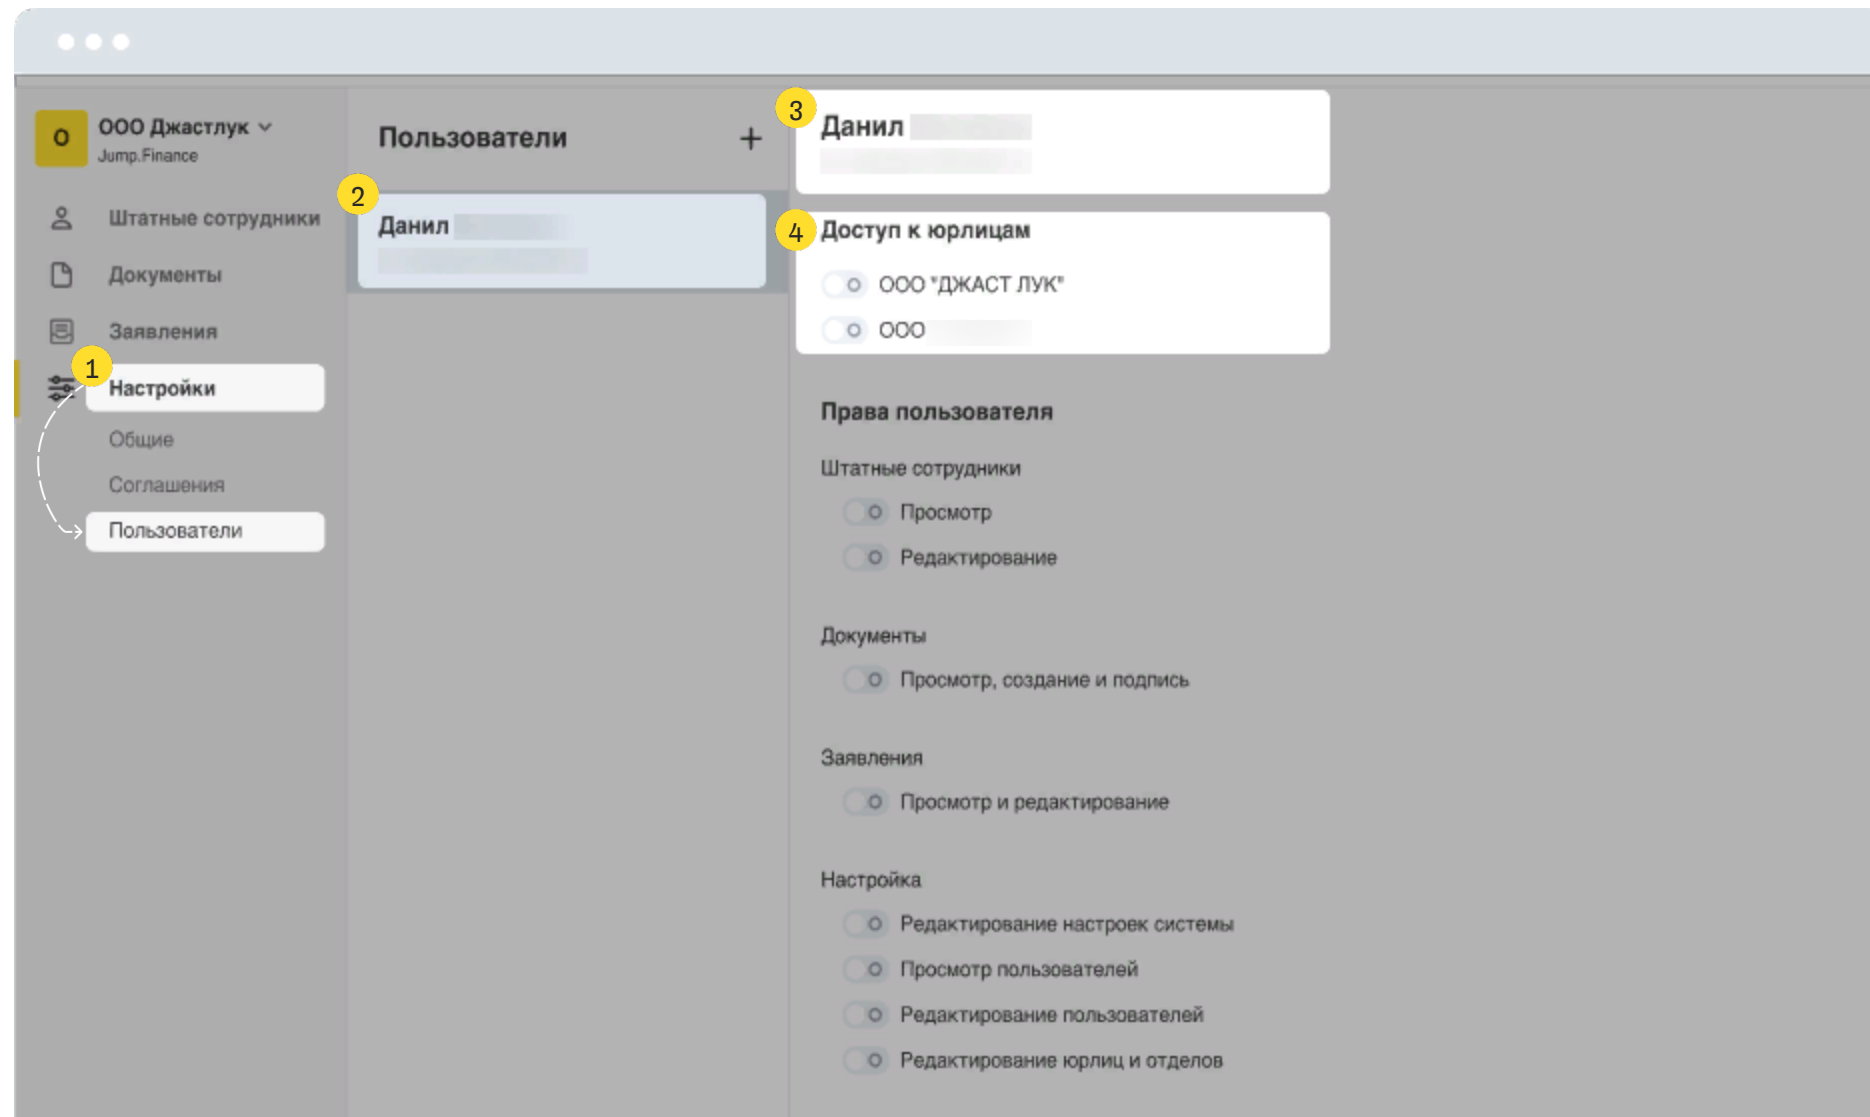 О
ООО Джастлук
Jump.Finance
Штатные сотрудники
Документы
Заявления
1
Настройки
Общие
Соглашения
Пользователи
Пользователи +
2
Данил
3
Данил
4
Доступ к юрлицам
ООО "ДЖАСТ ЛУК"
ООО
Права пользователя
Штатные сотрудники
Просмотр
Редактирование
Документы
Просмотр, создание и подпись
Заявления
Просмотр и редактирование
Настройка
Редактирование настроек системы
Просмотр пользователей
Редактирование пользователей
Редактирование юрлиц и отделов